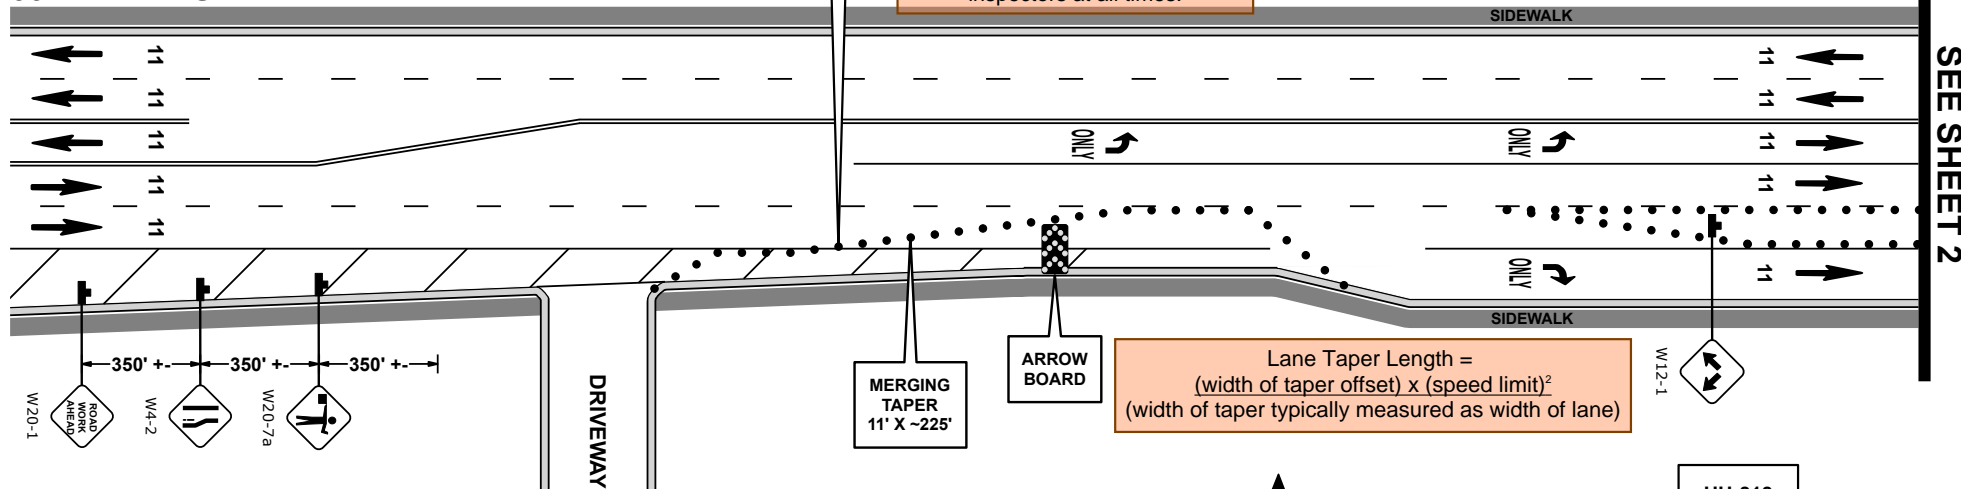 inspectors at all times.
SIDEWALK
SEE SHEET 2
11
11
11
11
11
11
11
11
11
11
ONLY
ONLY
ONLY
SIDEWALK
350' +-
350' +-
350' +-
W20-1
ROAD
WORK
AHEAD
W4-2
W20-7a
DRIVEWAY
MERGING
TAPER
11' X ~225'
ARROW
BOARD
Lane Taper Length =
(width of taper offset) x (speed limit)²
(width of taper typically measured as width of lane)
W12-1